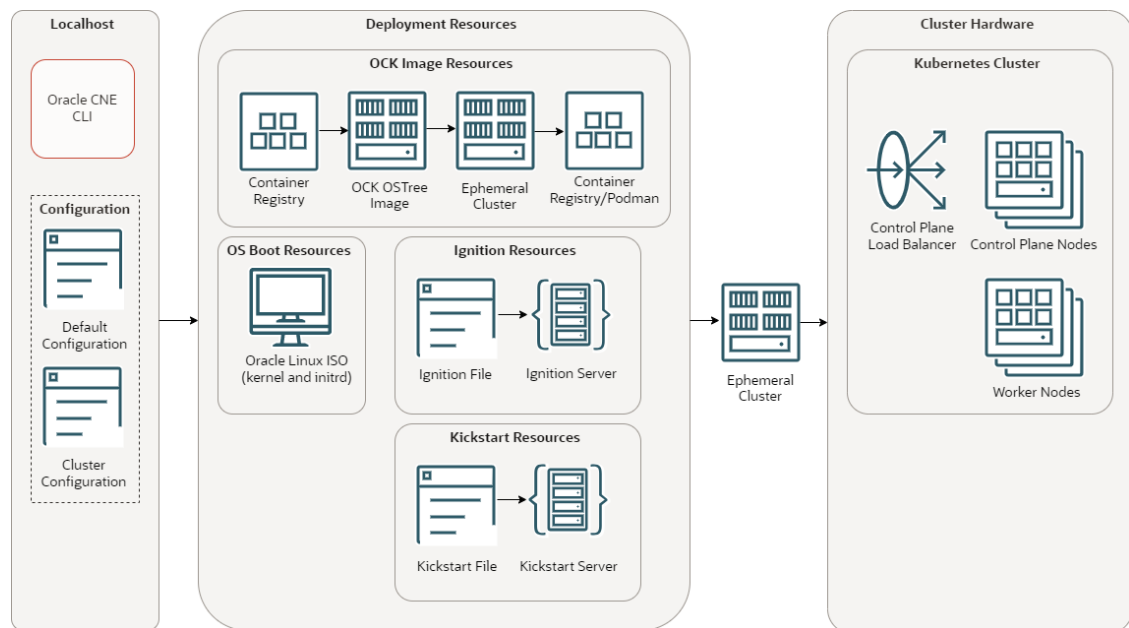 Localhost
Oracle CNE
CLI
Configuration
Default
Configuration
Cluster
Configuration
Deployment Resources
OCK Image Resources
Container
Registry
OCK OSTree
Image
Ephemeral
Cluster
Container
Registry/Podman
OS Boot Resources
Oracle Linux ISO
(kernel and initrd)
Ignition Resources
Ignition File
Ignition Server
Kickstart Resources
Kickstart File
Kickstart Server
Ephemeral
Cluster
Cluster Hardware
Kubernetes Cluster
Control Plane
Load Balancer
Control Plane Nodes
Worker Nodes